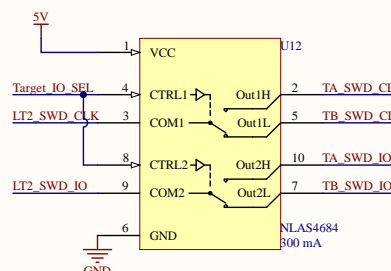 5V
U12
1 VCC
Target_IO_SEL 4 CTRL1 Out1H 2 TA_SWD_CL
LT2_SWD_CLK 3 COM1 Out1L 5 TB_SWD_CL
8 CTRL2 Out2H 10 TA_SWD_IO
LT2_SWD_IO 9 COM2 Out2L 7 TB_SWD_IO
6 GND NLAS4684
300 mA
GND